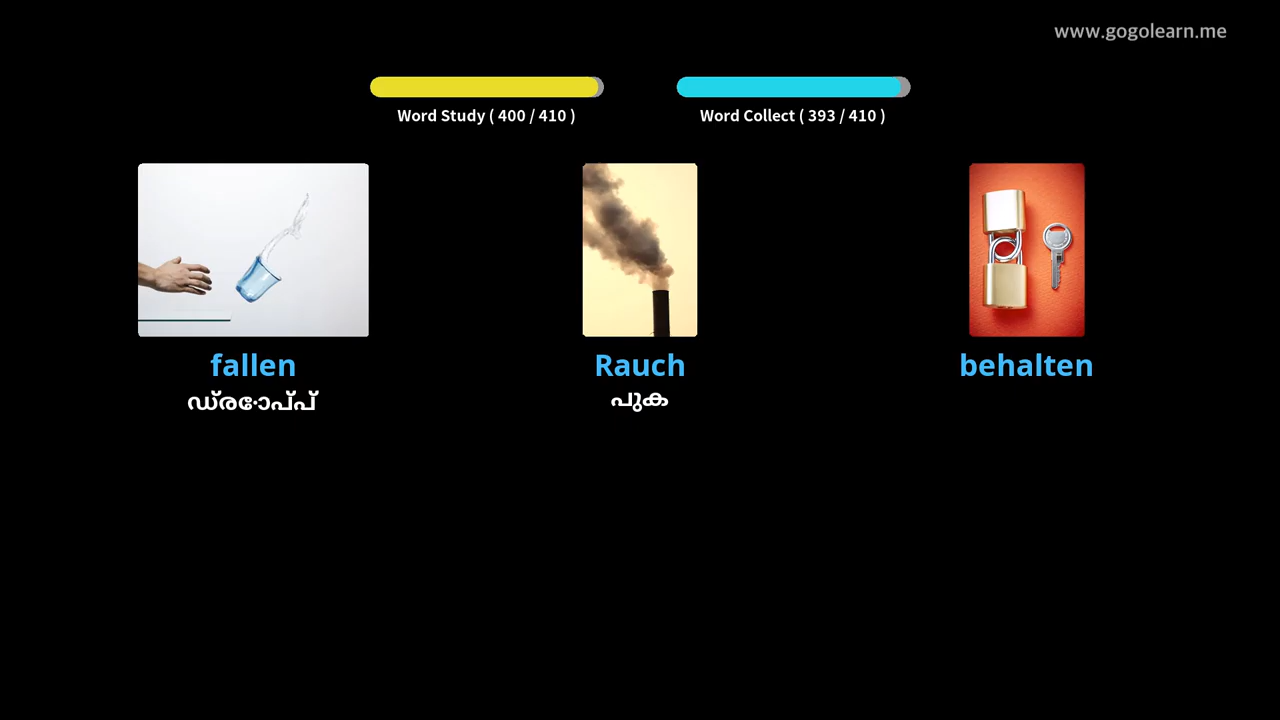 www.gogolearn.me
Word Study ( 400 / 410 )
Word Collect ( 393 / 410 )
fallen
Rauch
behalten
ഡ്രോപ്പ്
പുക